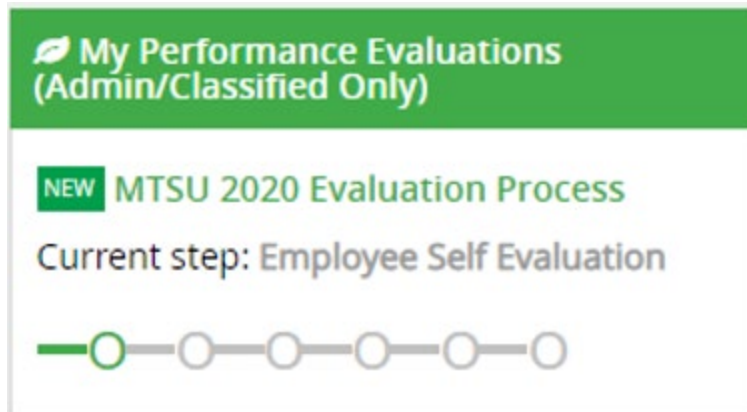 My Performance Evaluations
(Admin/Classified Only)
NEW MTSU 2020 Evaluation Process
Current step: Employee Self Evaluation